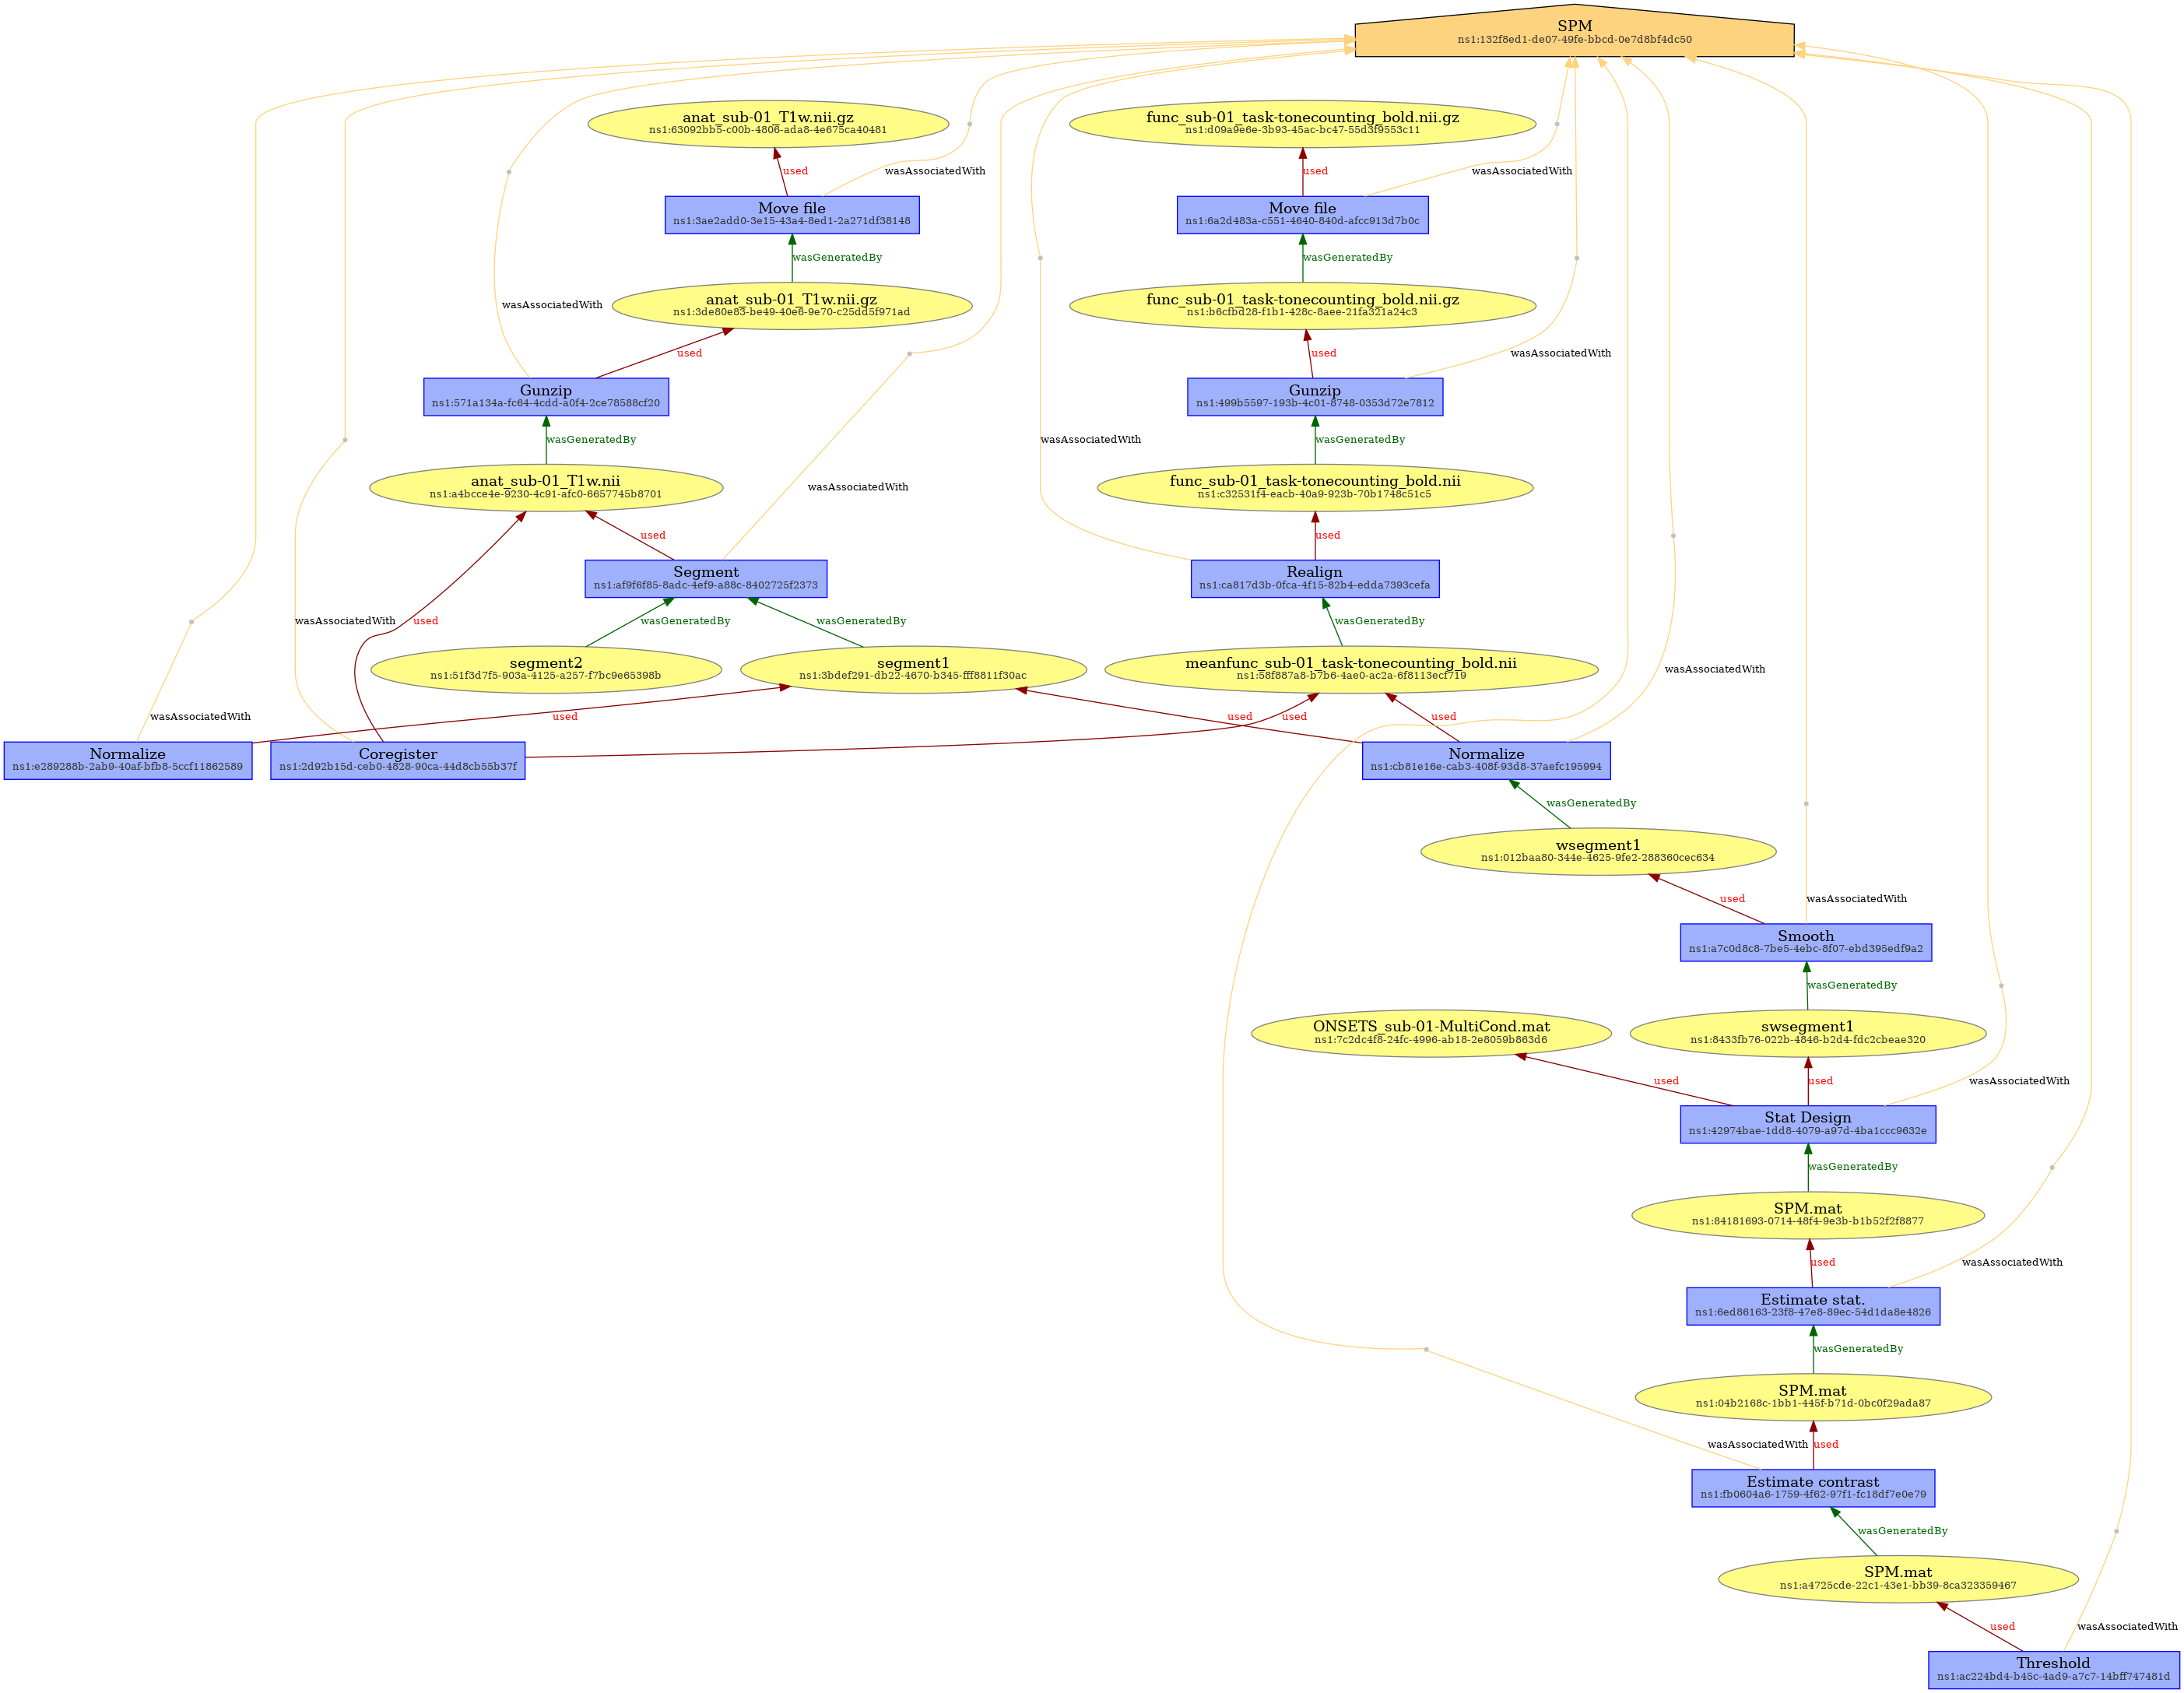 SPM
ns1:132f8ed1-de07-49fe-bbcd-0e7d8bf4dc50
anat_sub-01_T1w.nii.gz
ns1:63092bb5-c00b-4806-ada8-4e675ca40481
func_sub-01_task-tonecounting_bold.nii.gz
ns1:d09a9e6e-3b93-45ac-bc47-55d3f9553c11
used
wasAssociatedWith
used
wasAssociatedWith
Move file
ns1:3ae2add0-3e15-43a4-8ed1-2a271df38148
Move file
ns1:6a2d483a-c551-4640-840d-afcc913d7b0c
wasGeneratedBy
wasGeneratedBy
wasAssociatedWith
anat_sub-01_T1w.nii.gz
ns1:3de80e83-be49-40e6-9e70-c25dd5f971ad
func_sub-01_task-tonecounting_bold.nii.gz
ns1:b6cfbd28-f1b1-428c-8aee-21fa321a24c3
used
used
wasAssociatedWith
Gunzip
ns1:571a134a-fc64-4cdd-a0f4-2ce78588cf20
Gunzip
ns1:499b5597-193b-4c01-8748-0353d72e7812
wasGeneratedBy
wasAssociatedWith
wasGeneratedBy
anat_sub-01_T1w.nii
ns1:a4bcce4e-9230-4c91-afc0-6657745b8701
wasAssociatedWith
func_sub-01_task-tonecounting_bold.nii
ns1:c32531f4-eacb-40a9-923b-70b1748c51c5
used
used
Segment
ns1:af9f6f85-8adc-4ef9-a88c-8402725f2373
Realign
ns1:ca817d3b-0fca-4f15-82b4-edda7393cefa
wasAssociatedWith
used
wasGeneratedBy
wasGeneratedBy
wasGeneratedBy
segment2
ns1:51f3d7f5-903a-4125-a257-f7bc9e65398b
segment1
ns1:3bdef291-db22-4670-b345-fff8811f30ac
meanfunc_sub-01_task-tonecounting_bold.nii
ns1:58f887a8-b7b6-4ae0-ac2a-6f8113ecf719
wasAssociatedWith
wasAssociatedWith
used
used
used
used
Normalize
ns1:e289288b-2ab9-40af-bfb8-5ccf11862589
Coregister
ns1:2d92b15d-ceb0-4828-90ca-44d8cb55b37f
Normalize
ns1:cb81e16e-cab3-408f-93d8-37aefc195994
wasGeneratedBy
wsegment1
ns1:012baa80-344e-4625-9fe2-288360cec634
used
wasAssociatedWith
Smooth
ns1:a7c0d8c8-7be5-4ebc-8f07-ebd395edf9a2
wasGeneratedBy
ONSETS_sub-01-MultiCond.mat
ns1:7c2dc4f8-24fc-4996-ab18-2e8059b863d6
swsegment1
ns1:8433fb76-022b-4846-b2d4-fdc2cbeae320
used
used
wasAssociatedWith
Stat Design
ns1:42974bae-1dd8-4079-a97d-4ba1ccc9632e
wasGeneratedBy
SPM.mat
ns1:84181693-0714-48f4-9e3b-b1b52f2f8877
used
wasAssociatedWith
Estimate stat.
ns1:6ed86163-23f8-47e8-89ec-54d1da8e4826
wasGeneratedBy
SPM.mat
ns1:04b2168c-1bb1-445f-b71d-0bc0f29ada87
wasAssociatedWith
used
Estimate contrast
ns1:fb0604a6-1759-4f62-97f1-fc18df7e0e79
wasGeneratedBy
SPM.mat
ns1:a4725cde-22c1-43e1-bb39-8ca323359467
used
wasAssociatedWith
Threshold
ns1:ac224bd4-b45c-4ad9-a7c7-14bff747481d